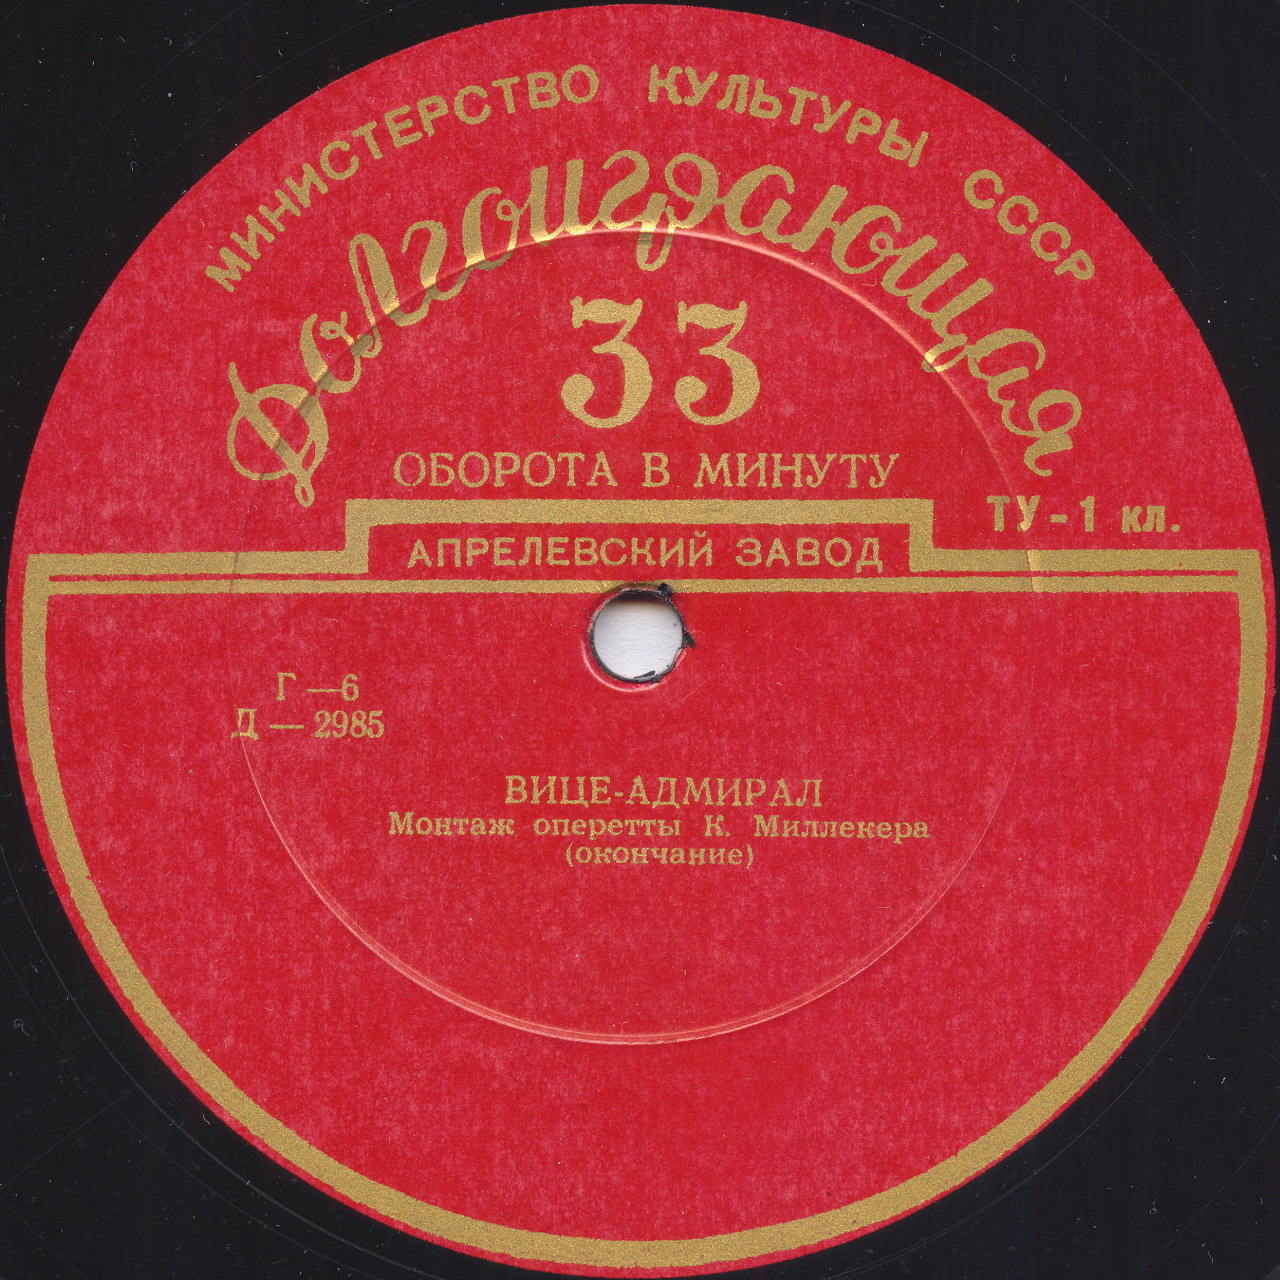 МИНИСТЕРСТВО КУЛЬТУРЫ СССР
Долгоиграющая
33
ОБОРОТА В МИНУТУ
ТУ-1 кл.
АПРЕЛЕВСКИЙ ЗАВОД
Г —6
Д — 2985
ВИЦЕ-АДМИРАЛ
Монтаж оперетты К. Миллекера
(окончание)